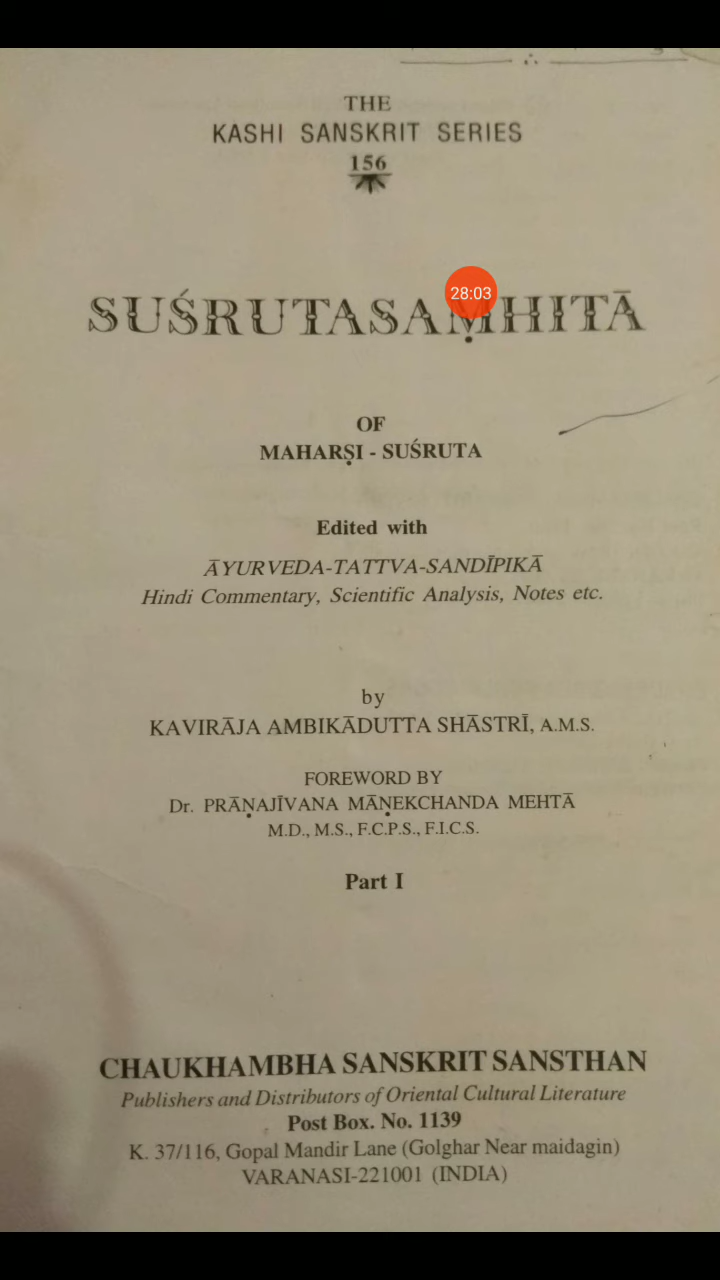 THE
KASHI SANSKRIT SERIES
156
28:03
SUŚRUTASAṂHITĀ
OF
MAHARṢI - SUŚRUTA
Edited with
ĀYURVEDA-TATTVA-SANDĪPIKĀ
Hindi Commentary, Scientific Analysis, Notes etc.
by
KAVIRĀJA AMBIKĀDUTTA SHĀSTRĪ, A.M.S.
FOREWORD BY
Dr. PRĀṆAJĪVANA MĀṆEKCHANDA MEHTĀ
M.D., M.S., F.C.P.S., F.I.C.S.
Part I
CHAUKHAMBHA SANSKRIT SANSTHAN
Publishers and Distributors of Oriental Cultural Literature
Post Box. No. 1139
K. 37/116, Gopal Mandir Lane (Golghar Near maidagin)
VARANASI-221001 (INDIA)